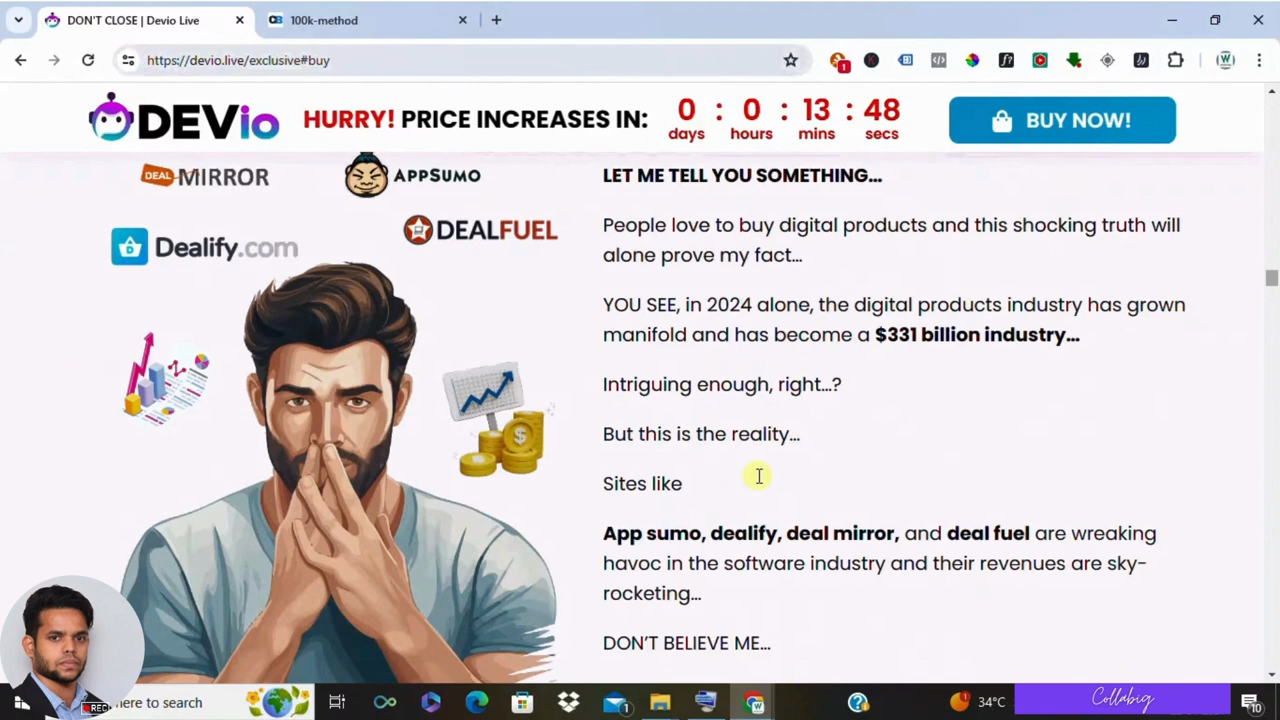 DON'T CLOSE | Devio Live
100k-method
https://devio.live/exclusive#buy
1
DEVio
HURRY! PRICE INCREASES IN:
0 : 0 : 13 : 48
days hours mins secs
BUY NOW!
DEAL MIRROR
APPSUMO
Dealify.com
DEALFUEL
LET ME TELL YOU SOMETHING...
People love to buy digital products and this shocking truth will
alone prove my fact...
YOU SEE, in 2024 alone, the digital products industry has grown
manifold and has become a $331 billion industry...
Intriguing enough, right...?
But this is the reality...
Sites like
App sumo, dealify, deal mirror, and deal fuel are wreaking
havoc in the software industry and their revenues are sky-
rocketing...
DON'T BELIEVE ME...
REC
here to search
1
1
34°C
Collabig
10